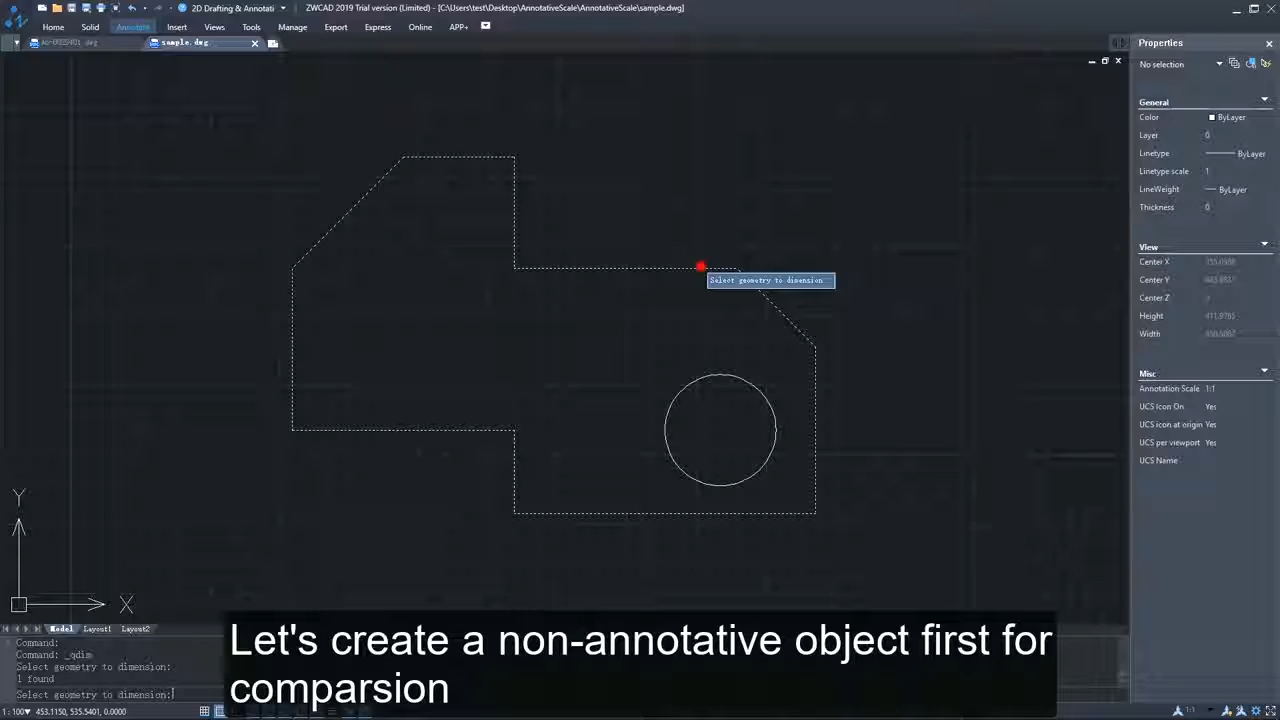 2D Drafting & Annotati
ZWCAD 2019 Trial version (Limited) - [C:\Users\test\Desktop\AnnotativeScale\AnnotativeScale\sample.dwg]
Home Solid Annotate Insert Views Tools Manage Export Express Online APP+
sample.dwg
Properties
No selection
General
Color ByLayer
Layer 0
Linetype ByLayer
Linetype scale 1
LineWeight ByLayer
Thickness 0
View
Center X
Center Y
Center Z
Height
Width
Misc
Annotation Scale 1:1
UCS Icon On Yes
UCS icon at origin Yes
UCS per viewport Yes
UCS Name
Select geometry to dimension
Y
X
Model Layout1 Layout2
Command:
Command: _qdim
Select geometry to dimension:
1 found
Select geometry to dimension:
Let's create a non-annotative object first for
comparsion
1 : 100 453.1150, 535.5401, 0.0000
1:1